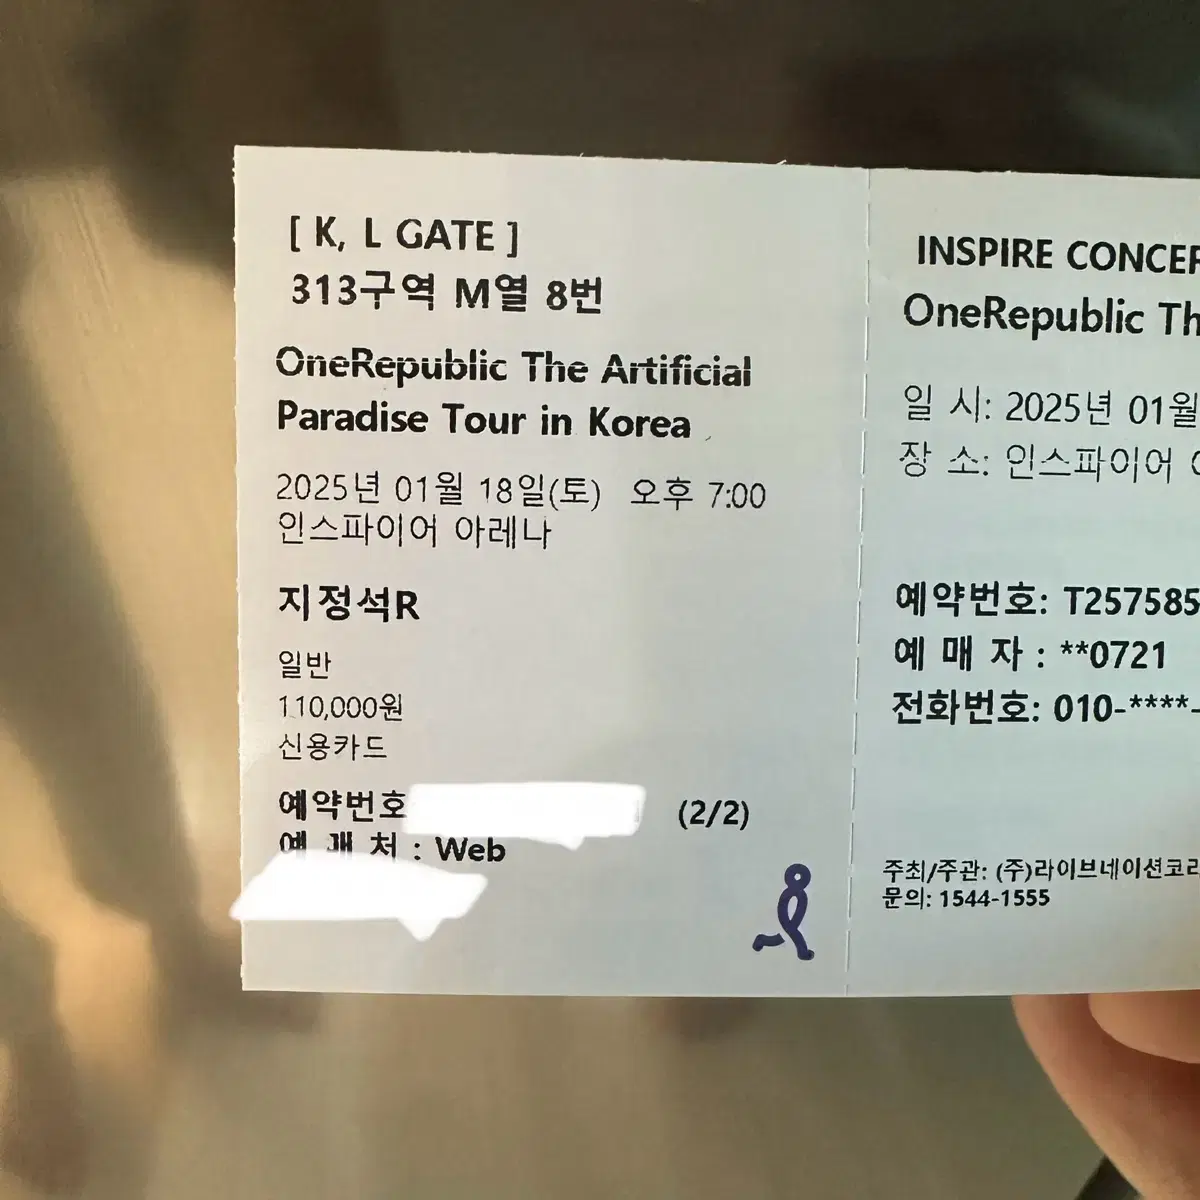 [ K, L GATE ]
313구역 M열 8번
OneRepublic The Artificial
Paradise Tour in Korea
2025년 01월 18일(토) 오후 7:00
인스파이어 아레나
지정석R
일반
110,000원
신용카드
예약번호 (2/2)
예 매 처 : Web
INSPIRE CONCER
OneRepublic Th
일 시: 2025년 01월
장 소: 인스파이어
예약번호: T257585
예 매 자 : **0721
전화번호: 010-****-
주최/주관: (주)라이브네이션코리
문의: 1544-1555